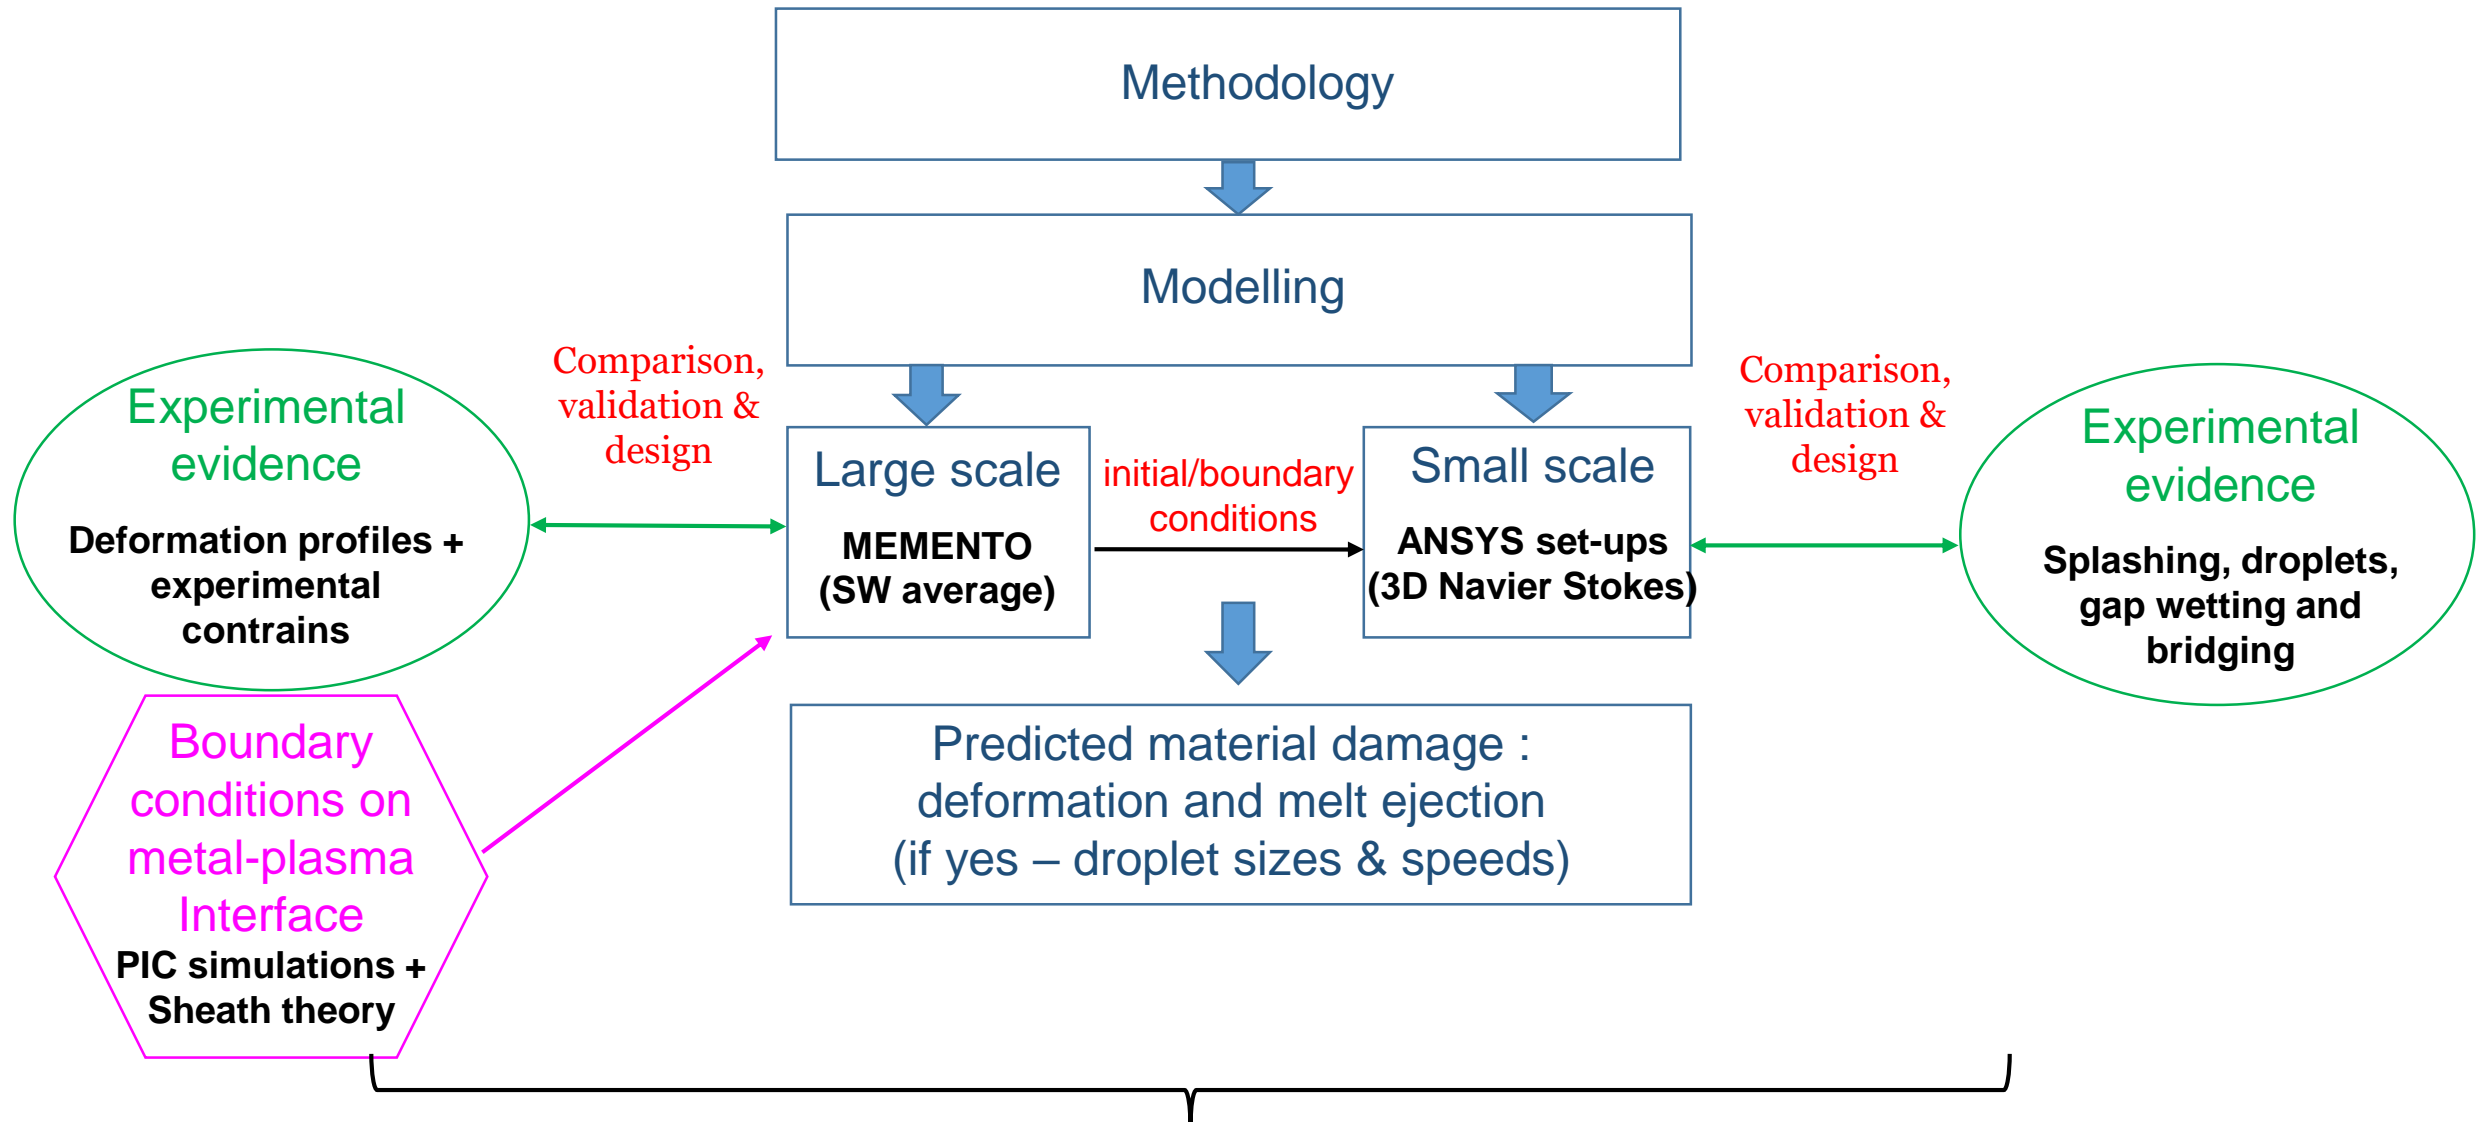 Methodology
Modelling
Experimental
evidence
Deformation profiles +
experimental
contrains
Comparison,
validation &
design
Large scale
MEMENTO
(SW average)
initial/boundary
conditions
Small scale
ANSYS set-ups
(3D Navier Stokes)
Comparison,
validation &
design
Experimental
evidence
Splashing, droplets,
gap wetting and
bridging
Boundary
conditions on
metal-plasma
Interface
PIC simulations +
Sheath theory
Predicted material damage :
deformation and melt ejection
(if yes – droplet sizes & speeds)